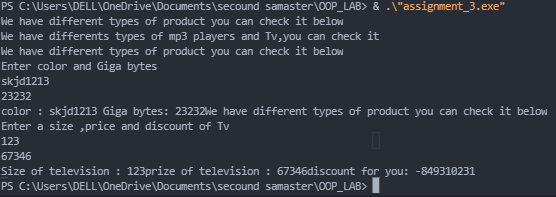 PS C:\Users\DELL\OneDrive\Documents\secound samaster\OOP_LAB> & .\"assignment_3.exe"
We have different types of product you can check it below
We have differents types of mp3 players and Tv,you can check it
We have different types of product you can check it below
Enter color and Giga bytes
skjd1213
23232
color : skjd1213 Giga bytes: 23232We have different types of product you can check it below
Enter a size ,price and discount of Tv
123
67346
Size of television : 123prize of television : 67346discount for you: -849310231
PS C:\Users\DELL\OneDrive\Documents\secound samaster\OOP_LAB>